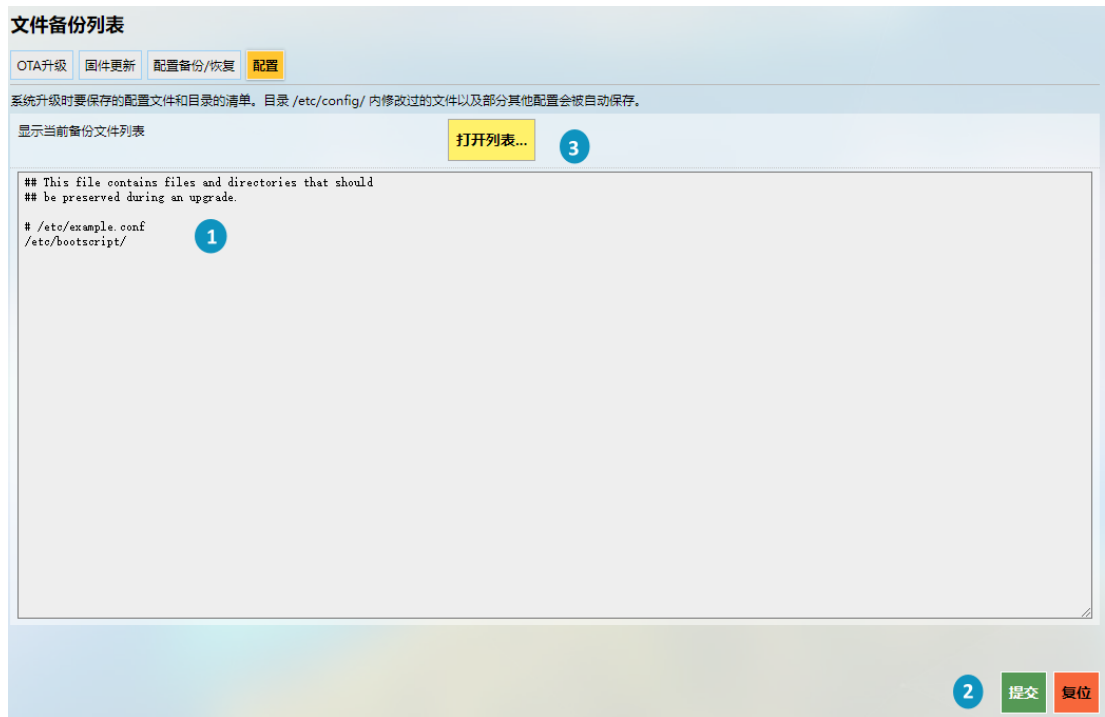 文件备份列表
OTA升级 固件更新 配置备份/恢复 配置
系统升级时要保存的配置文件和目录的清单。目录 /etc/config/ 内修改过的文件以及部分其他配置会被自动保存。
显示当前备份文件列表 打开列表... 3
## This file contains files and directories that should
## be preserved during an upgrade.
# /etc/example.conf
/etc/bootscript/
1
2 提交 复位